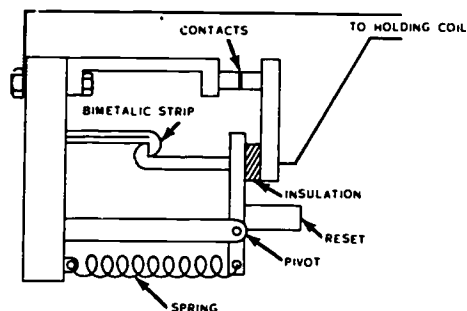 CONTACTS
TO HOLDING COIL
BIMETALIC STRIP
INSULATION
RESET
PIVOT
SPRING